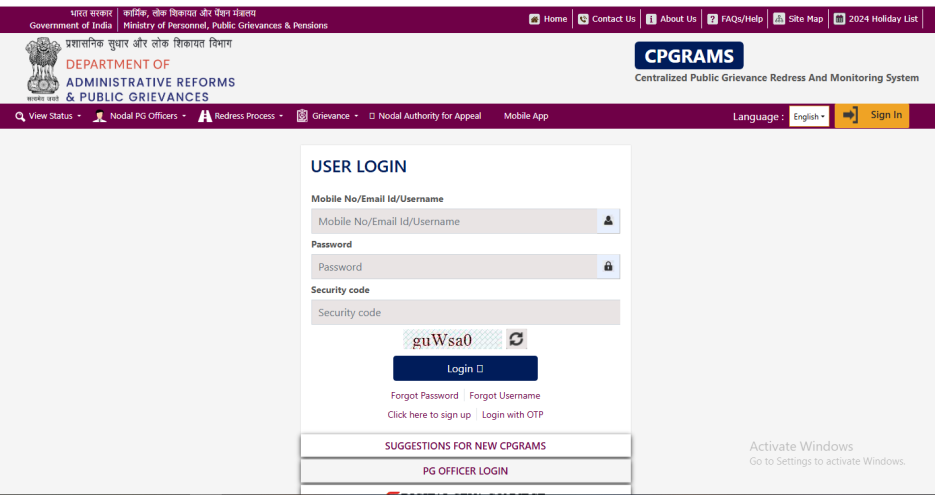 भारत सरकार | कार्मिक, लोक शिकायत और पेंशन मंत्रालय
Government of India | Ministry of Personnel, Public Grievances & Pensions
Home
Contact Us
About Us
FAQs/Help
Site Map
2024 Holiday List
प्रशासनिक सुधार और लोक शिकायत विभाग
DEPARTMENT OF
ADMINISTRATIVE REFORMS
& PUBLIC GRIEVANCES
सत्यमेव जयते
CPGRAMS
Centralized Public Grievance Redress And Monitoring System
View Status
Nodal PG Officers
Redress Process
Grievance
Nodal Authority for Appeal
Mobile App
Language :
English
Sign In
USER LOGIN
Mobile No/Email Id/Username
Mobile No/Email Id/Username
Password
Password
Security code
Security code
guWsa0
Login
Forgot Password
Forgot Username
Click here to sign up
Login with OTP
SUGGESTIONS FOR NEW CPGRAMS
PG OFFICER LOGIN
Activate Windows
Go to Settings to activate Windows.